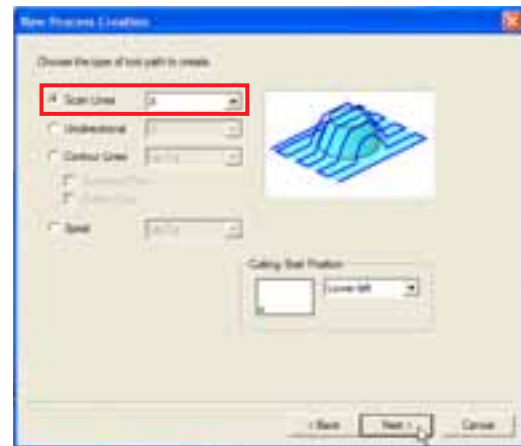 New Process Creation
Choose the type of tool path to create.
Scan Lines
X
Unidirectional
Contour Lines
Spiral
Cutting Start Position
Lower left
< Back
Next >
Cancel